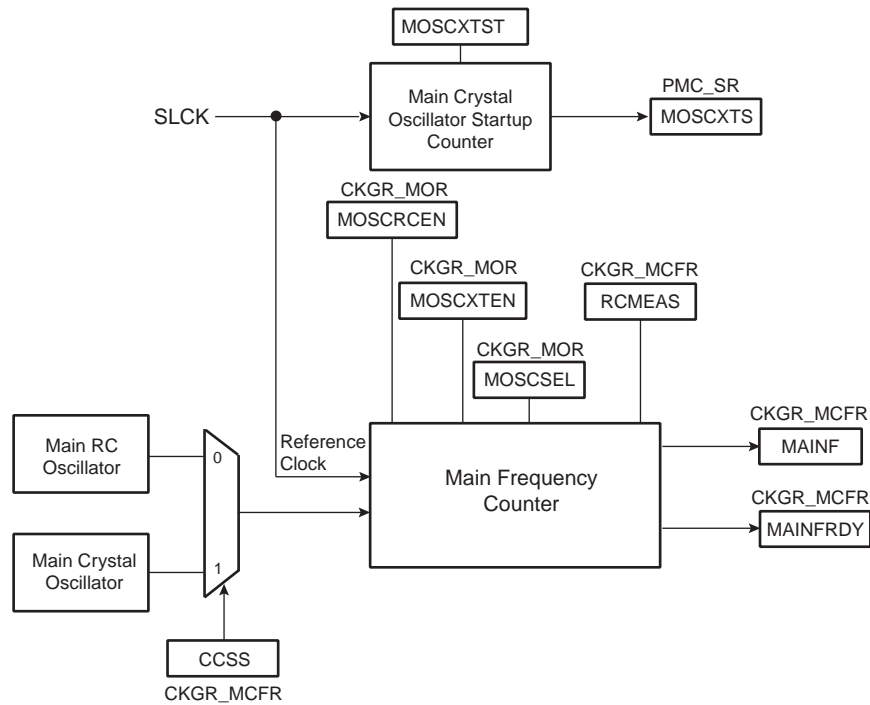 MOSCXTST
SLCK
Main Crystal
Oscillator Startup
Counter
PMC_SR
MOSCXTS
CKGR_MOR
MOSCRCEN
CKGR_MOR
MOSCXTEN
CKGR_MCFR
RCMEAS
CKGR_MOR
MOSCSEL
Main RC
Oscillator
0
Reference
Clock
Main Frequency
Counter
CKGR_MCFR
MAINF
CKGR_MCFR
MAINFRDY
Main Crystal
Oscillator
1
CCSS
CKGR_MCFR